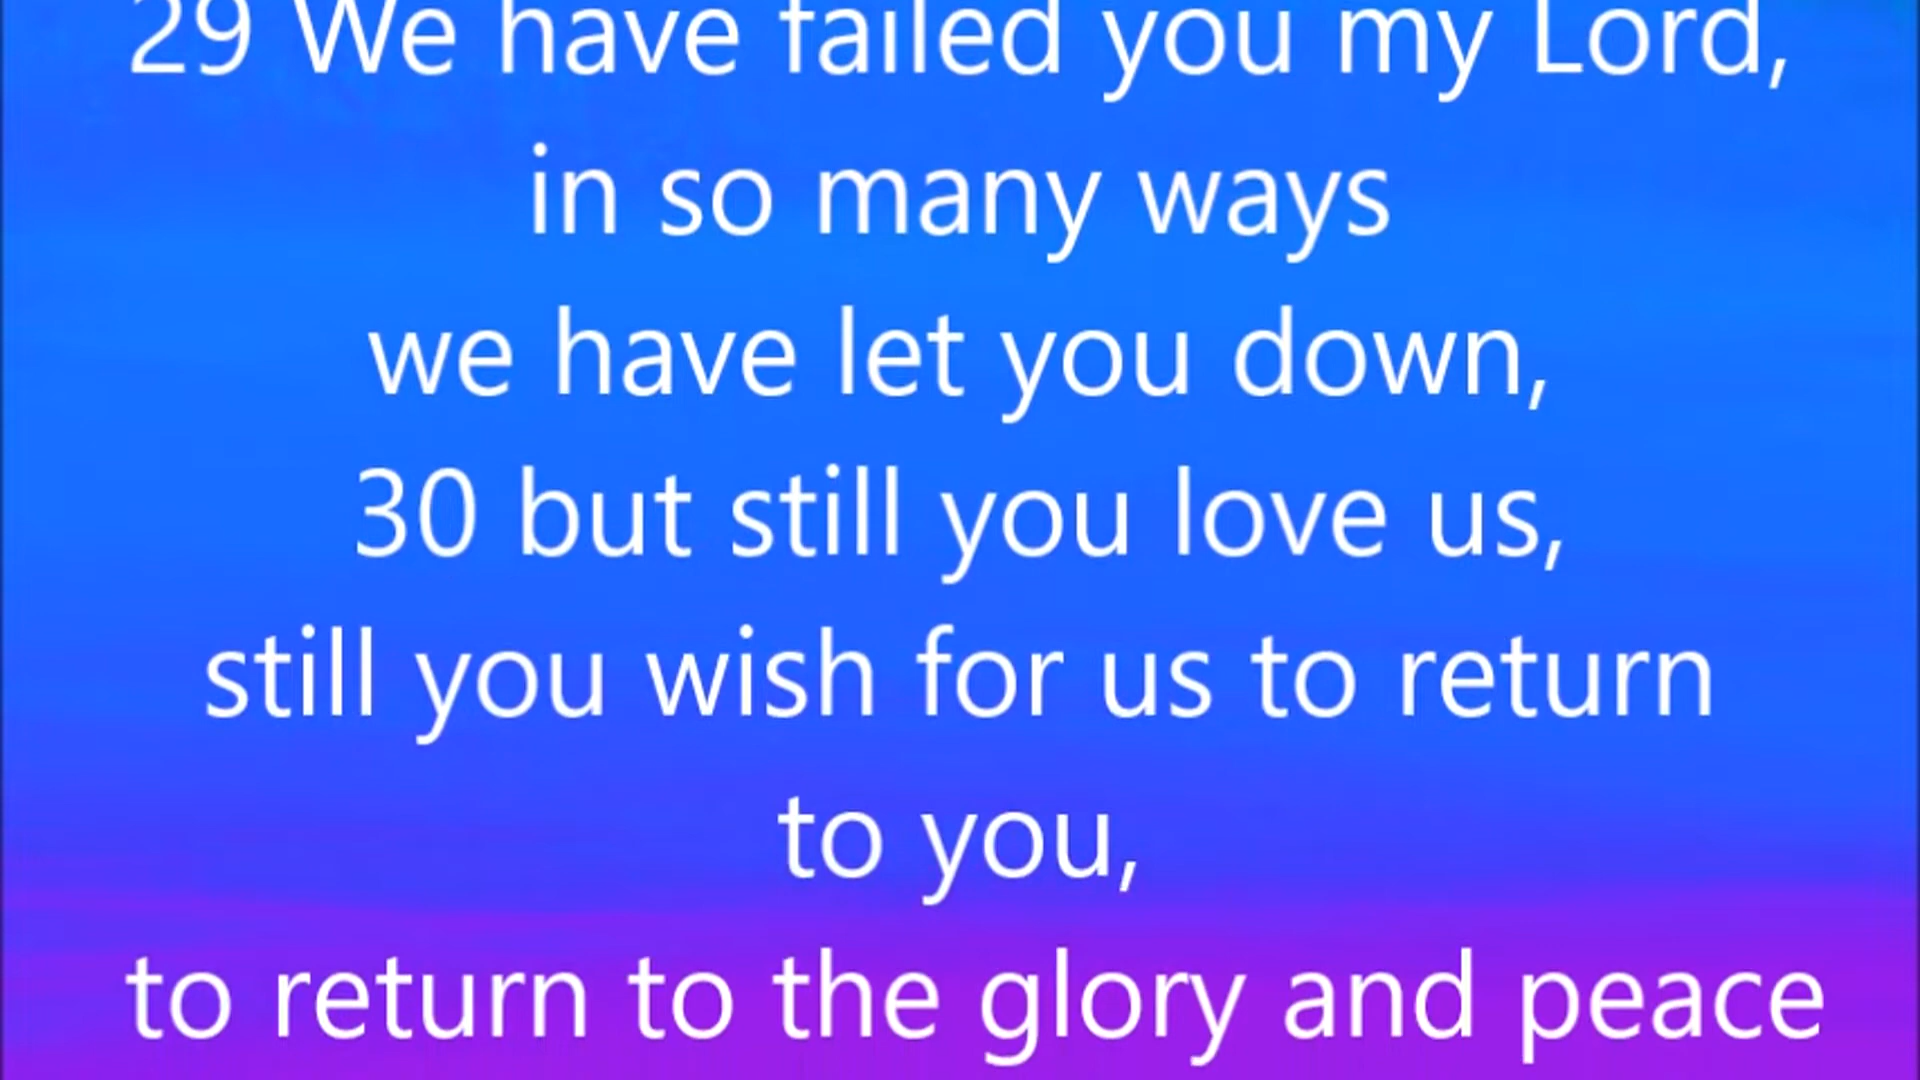 29 We have failed you my Lord,
in so many ways
we have let you down,
30 but still you love us,
still you wish for us to return
to you,
to return to the glory and peace